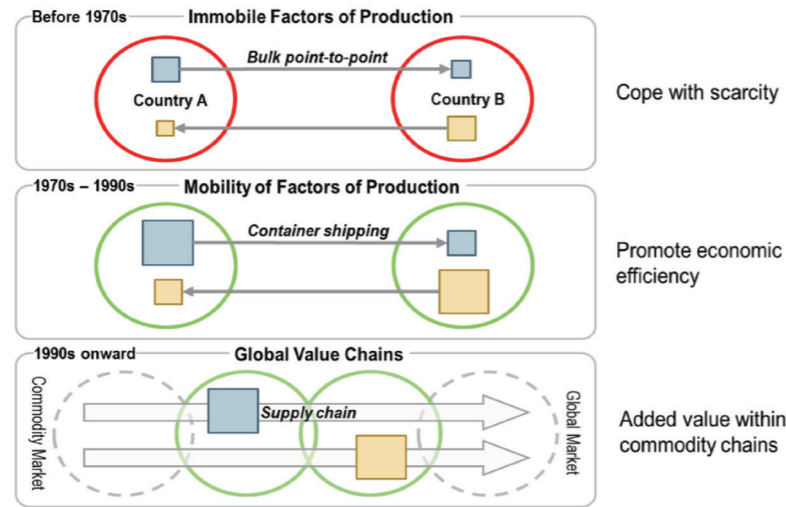 Before 1970s
Immobile Factors of Production
Bulk point-to-point
Country A
Country B
Cope with scarcity
1970s – 1990s
Mobility of Factors of Production
Container shipping
Promote economic
efficiency
1990s onward
Global Value Chains
Commodity Market
Supply chain
Global Market
Added value within
commodity chains